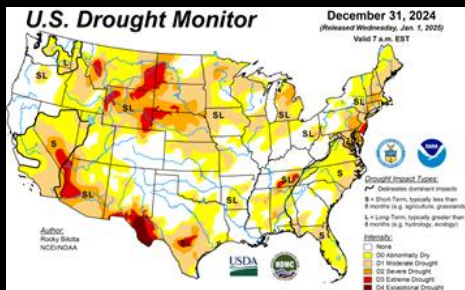 U.S. Drought Monitor
December 31, 2024
(Released Wednesday, Jan. 1, 2025)
Valid 7 a.m. EST
L
SL
SL
SL
SL
SL
SL
S
SL
SL
S
S
S
NOAA
Drought Impact Types:
Delineates dominant impacts
S = Short-Term, typically less than
6 months (e.g. agriculture, grasslands)
L = Long-Term, typically greater than
6 months (e.g. hydrology, ecology)
Intensity:
None
D0 Abnormally Dry
D1 Moderate Drought
D2 Severe Drought
D3 Extreme Drought
D4 Exceptional Drought
Author:
Rocky Bilotta
NCEI/NOAA
USDA
NDMC